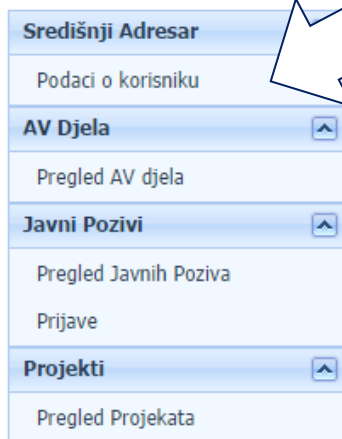 Središnji Adresar
Podaci o korisniku
AV Djela
Pregled AV djela
Javni Pozivi
Pregled Javnih Poziva
Prijave
Projekti
Pregled Projekata